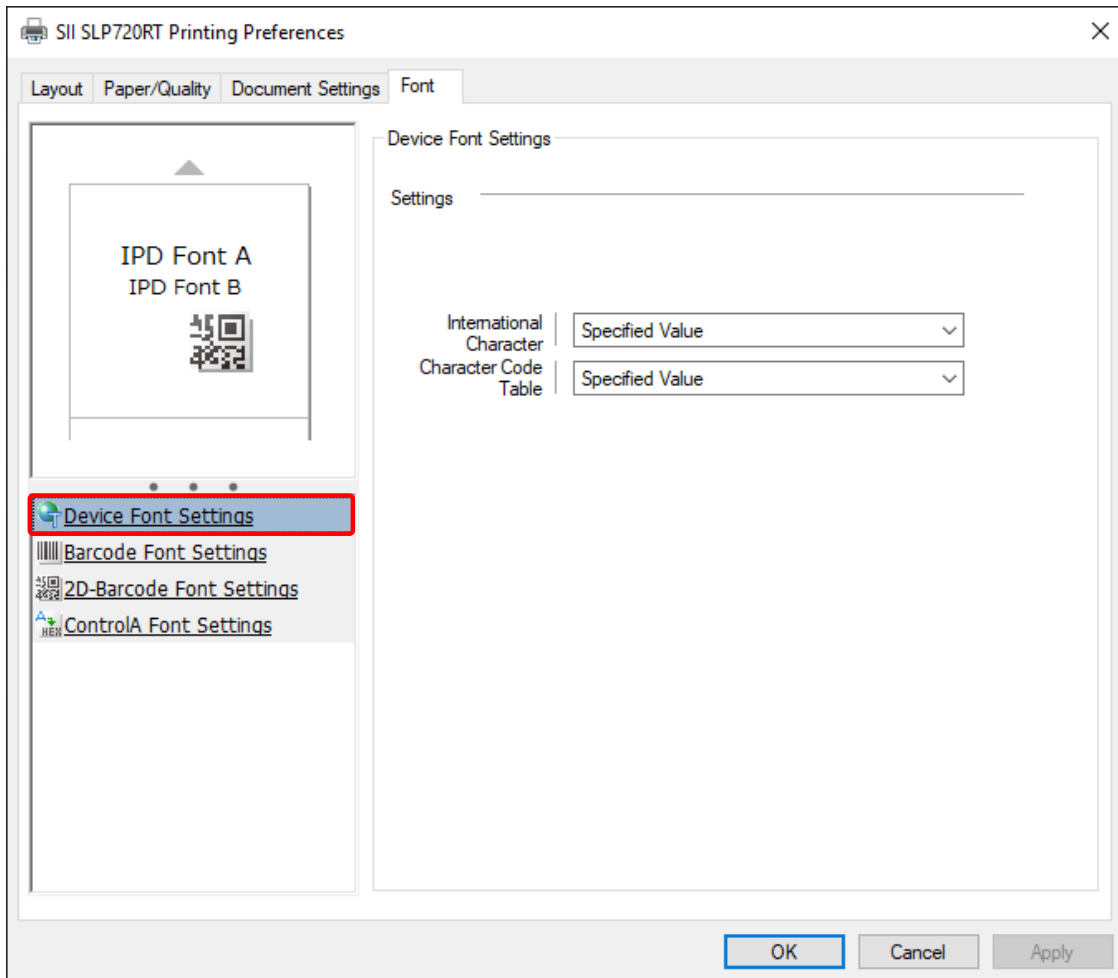 SII SLP720RT Printing Preferences
Layout
Paper/Quality
Document Settings
Font
IPD Font A
IPD Font B
Device Font Settings
Barcode Font Settings
2D-Barcode Font Settings
A HEX ControlA Font Settings
Device Font Settings
Settings
International
Character
Specified Value
Character Code
Table
Specified Value
OK
Cancel
Apply